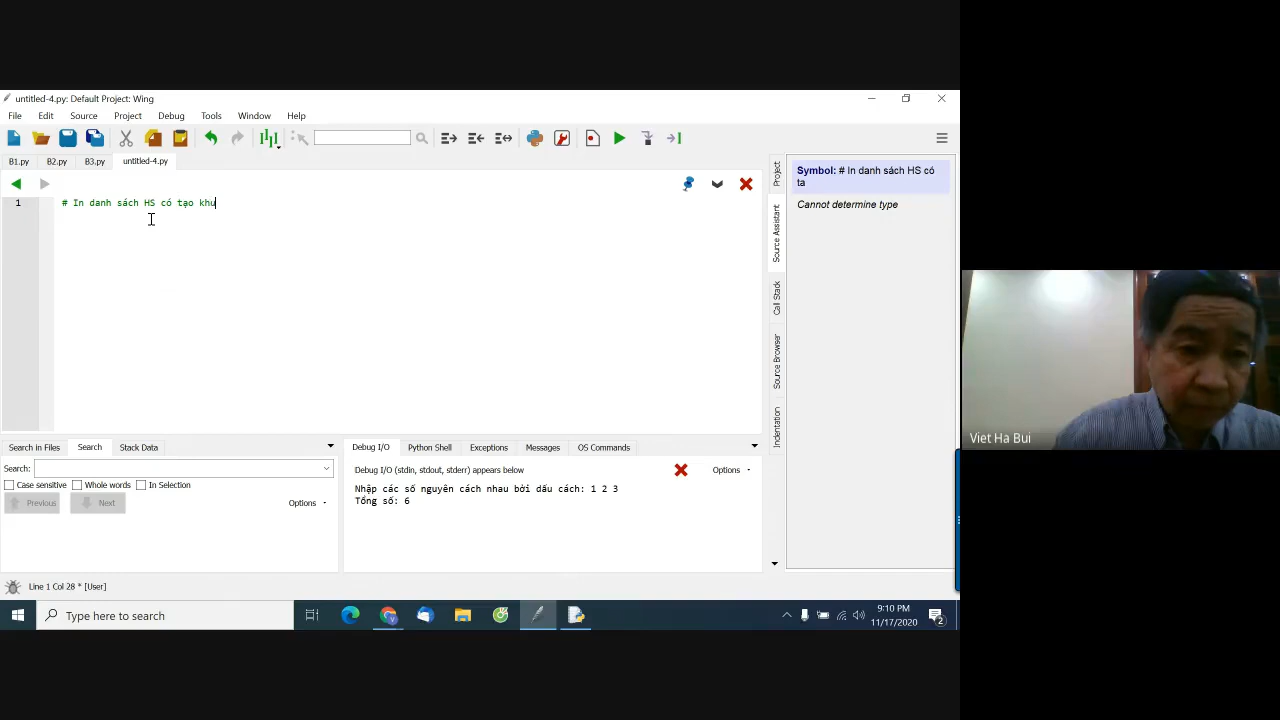 untitled-4.py: Default Project: Wing
File Edit Source Debug Tools Window Help
B1.py B2.py B3.py untitled-4.py
1 # In danh sách HS có tạo khu
Project
Source Assistant
Call Stack
Source Browser
Indentation
Symbol: # In danh sách HS có
ta
Cannot determine type
Viet Ha Bui
Search in Files Search Stack Data
Search:
Case sensitive Whole words In Selection
Previous Next Options
Debug I/O Python Shell Exceptions Messages OS Commands
Debug I/O (stdin, stdout, stderr) appears below Options
Nhập các số nguyên cách nhau bởi dấu cách: 1 2 3
Tổng số: 6
Line 1 Col 28 * [User]
Type here to search
9:10 PM
11/17/2020
2